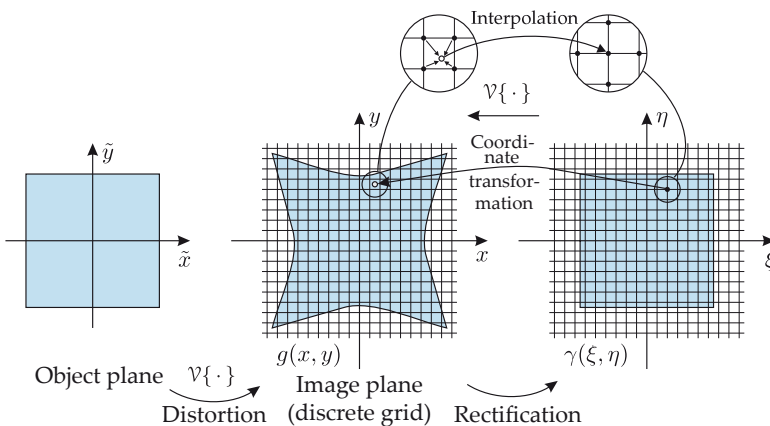 Interpolation
𝒱{ · }
y
η
Coordi-
nate
transfor-
mation
ỹ
x̃
x
ξ
g(x, y)
γ(ξ, η)
Object plane
𝒱{ · }
Image plane
(discrete grid)
Distortion
Rectification